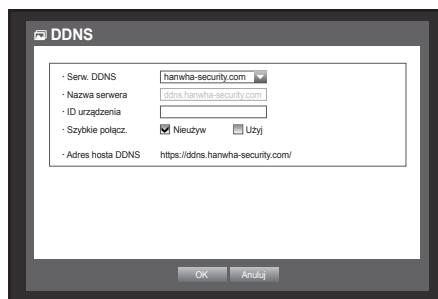 DDNS
· Serw. DDNS hanwha-security.com
· Nazwa serwera ddns.hanwha-security.com
· ID urządzenia
· Szybkie połącz. Nieużyw Użyj
· Adres hosta DDNS https://ddns.hanwha-security.com/
OK Anuluj